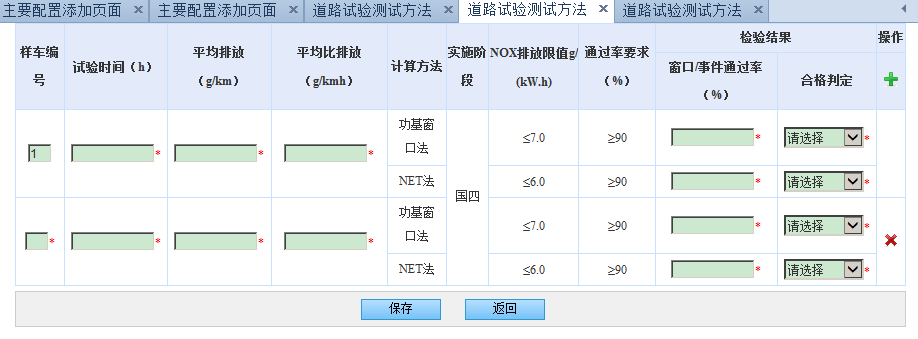 主要配置添加页面 × 主要配置添加页面 × 道路试验测试方法 × 道路试验测试方法 × 道路试验测试方法 ×
样车编号 试验时间（h） 平均排放（g/km） 平均比排放（g/kmh） 计算方法 实施阶段 NOX排放限值g/(kW.h) 通过率要求（%） 检验结果 操作
窗口/事件通过率（%） 合格判定
1 * * * 功基窗口法 国四 ≤7.0 ≥90 * 请选择 *
NET法 ≤6.0 ≥90 * 请选择 *
* * * * 功基窗口法 ≤7.0 ≥90 * 请选择 *
NET法 ≤6.0 ≥90 * 请选择 *
保存 返回